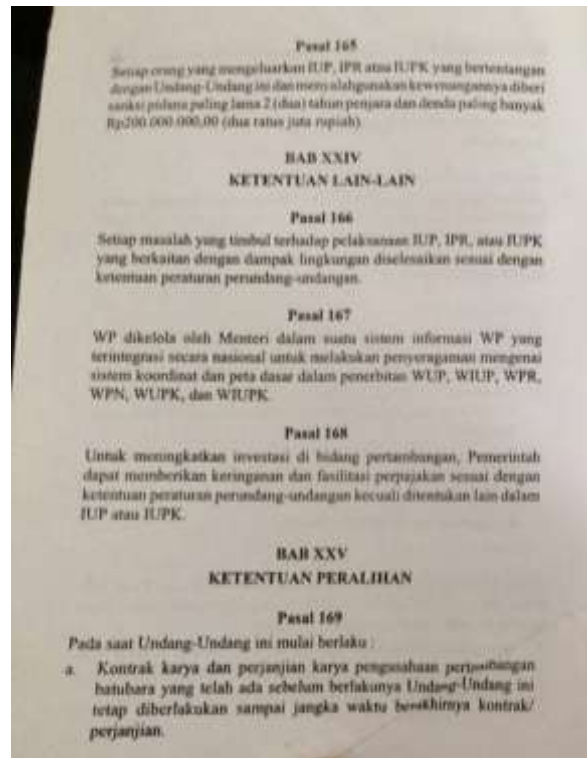 Pasal 165
Setiap orang yang mengeluarkan IUP, IPR atau IUPK yang bertentangan
dengan Undang-Undang ini dan menyalahgunakan kewenangannya diberi
sanksi pidana paling lama 2 (dua) tahun penjara dan denda paling banyak
Rp200.000.000,00 (dua ratus juta rupiah).
BAB XXIV
KETENTUAN LAIN-LAIN
Pasal 166
Setiap masalah yang timbul terhadap pelaksanaan IUP, IPR, atau IUPK
yang berkaitan dengan dampak lingkungan diselesaikan sesuai dengan
ketentuan peraturan perundang-undangan.
Pasal 167
WP dikelola oleh Menteri dalam suatu sistem informasi WP yang
terintegrasi secara nasional untuk melakukan penyeragaman mengenai
sistem koordinat dan peta dasar dalam penerbitan WUP, WIUP, WPR,
WPN, WUPK, dan WIUPK.
Pasal 168
Untuk meningkatkan investasi di bidang pertambangan, Pemerintah
dapat memberikan keringanan dan fasilitasi perpajakan sesuai dengan
ketentuan peraturan perundang-undangan kecuali ditentukan lain dalam
IUP atau IUPK.
BAB XXV
KETENTUAN PERALIHAN
Pasal 169
Pada saat Undang-Undang ini mulai berlaku :
a. Kontrak karya dan perjanjian karya pengusahaan pertambangan
batubara yang telah ada sebelum berlakunya Undang-Undang ini
tetap diberlakukan sampai jangka waktu berakhirnya kontrak/
perjanjian.